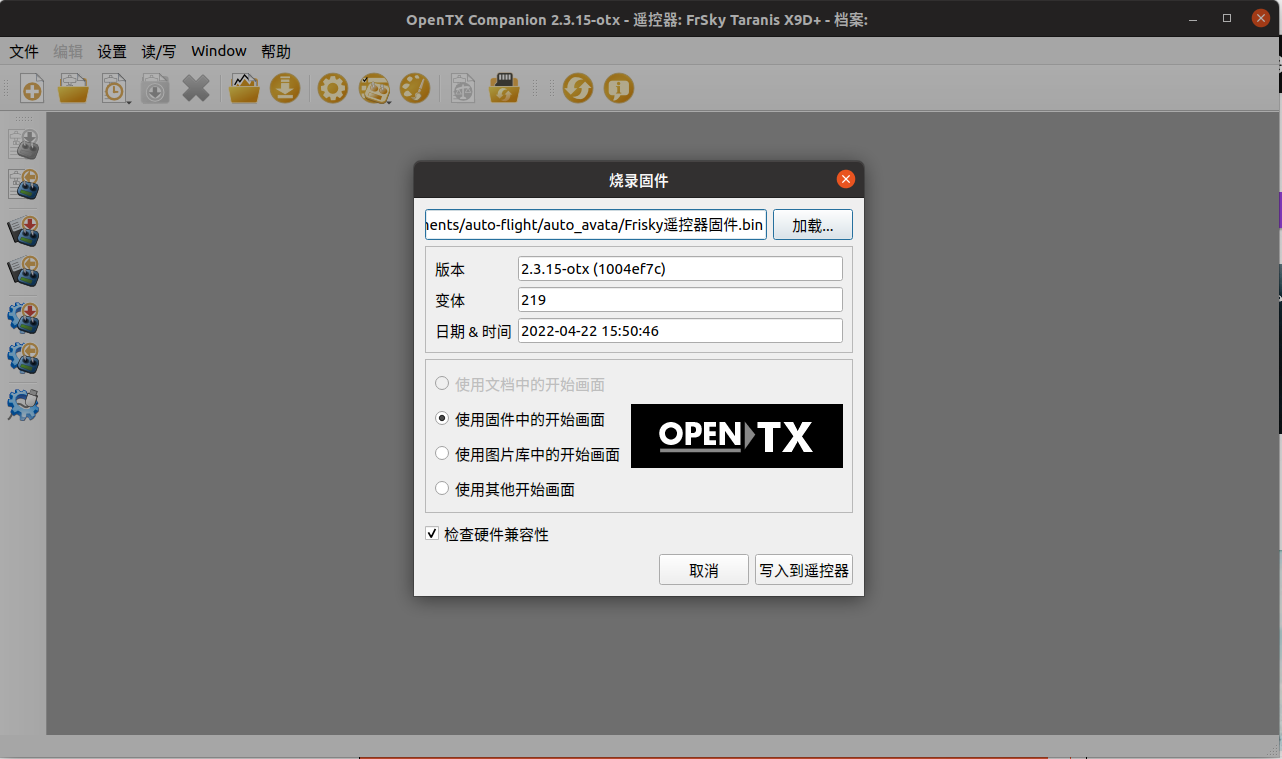 OpenTX Companion 2.3.15-otx - 遥控器: FrSky Taranis X9D+ - 档案:
文件 编辑 设置 读/写 Window 帮助
烧录固件
ents/auto-flight/auto_avata/Frisky遥控器固件.bin 加载...
版本 2.3.15-otx (1004ef7c)
变体 219
日期 & 时间 2022-04-22 15:50:46
使用文档中的开始画面
使用固件中的开始画面
OPEN TX
使用图片库中的开始画面
使用其他开始画面
检查硬件兼容性
取消 写入到遥控器